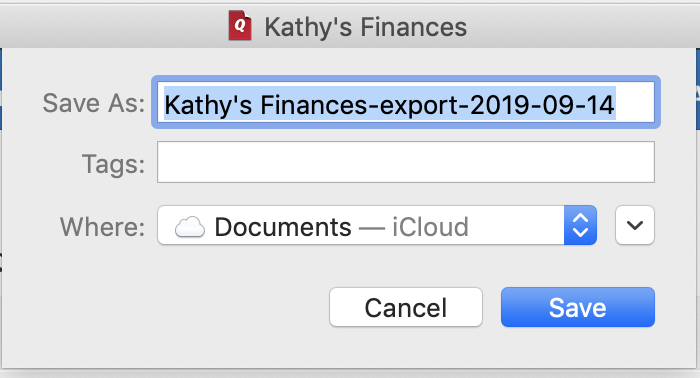 Kathy's Finances
Save As: Kathy's Finances-export-2019-09-14
Tags:
Where: Documents — iCloud
Cancel Save